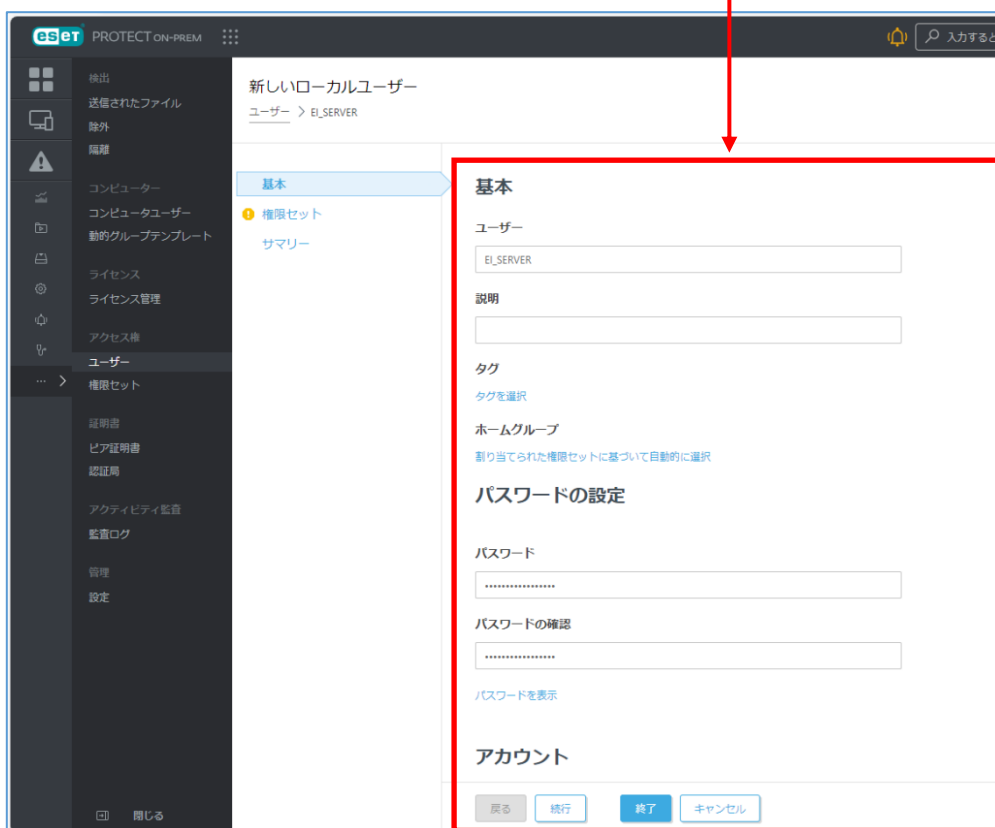 eset PROTECT ON-PREM
入力すると
検出
送信されたファイル
除外
隔離
コンピューター
コンピュータユーザー
動的グループテンプレート
ライセンス
ライセンス管理
アクセス権
ユーザー
権限セット
証明書
ピア証明書
認証局
アクティビティ監査
監査ログ
管理
設定
閉じる
新しいローカルユーザー
ユーザー > EI_SERVER
基本
権限セット
サマリー
基本
ユーザー
EI_SERVER
説明
タグ
タグを選択
ホームグループ
割り当てられた権限セットに基づいて自動的に選択
パスワードの設定
パスワード
•••••••••••••••••
パスワードの確認
•••••••••••••••••
パスワードを表示
アカウント
戻る 続行 終了 キャンセル